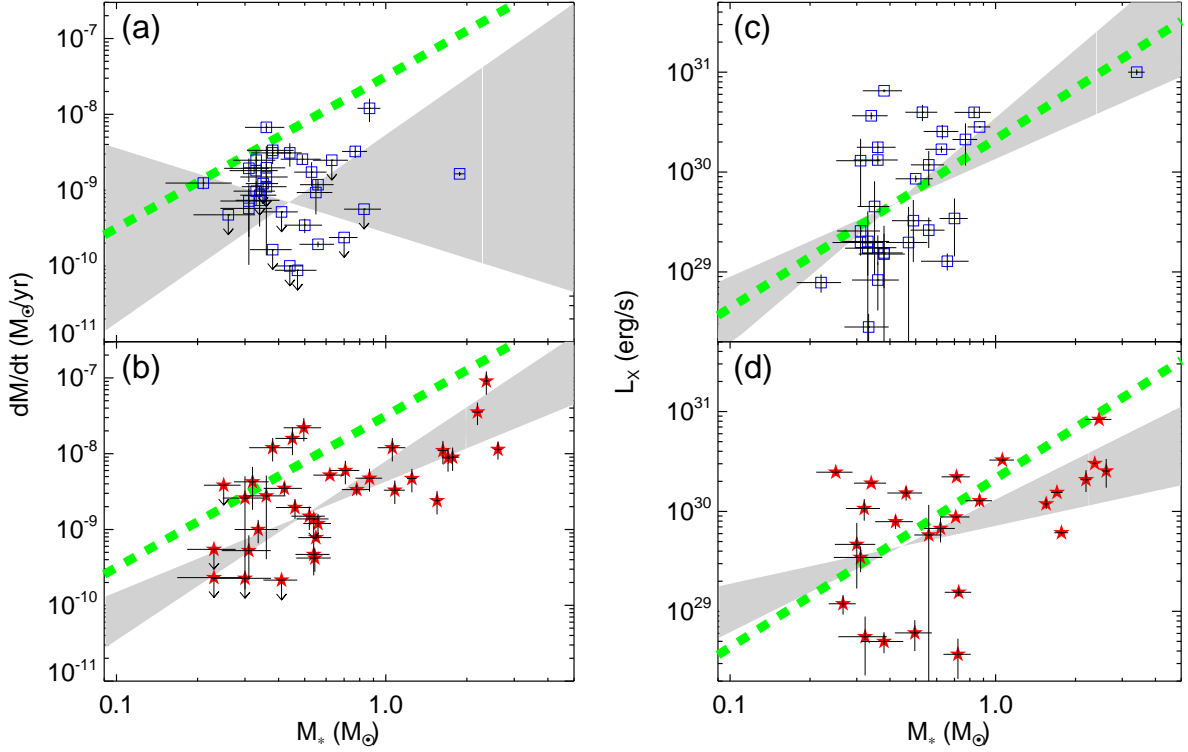 (a)
10⁻⁷
10⁻⁸
10⁻⁹
10⁻¹⁰
10⁻¹¹
(b)
10⁻⁷
10⁻⁸
10⁻⁹
10⁻¹⁰
10⁻¹¹
dM/dt (M☉/yr)
0.1
1.0
M* (M☉)
(c)
10³¹
10³⁰
10²⁹
(d)
10³¹
10³⁰
10²⁹
Lₓ (erg/s)
0.1
1.0
M* (M☉)